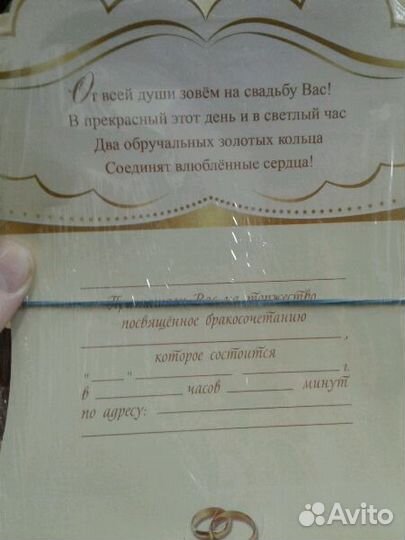 От всей души зовём на свадьбу Вас!
В прекрасный этот день и в светлый час
Два обручальных золотых кольца
Соединят влюблённые сердца!
Приглашаем Вас на торжество
посвящённое бракосочетанию
,
которое состоится
" " г.
в часов минут
по адресу:
Avito